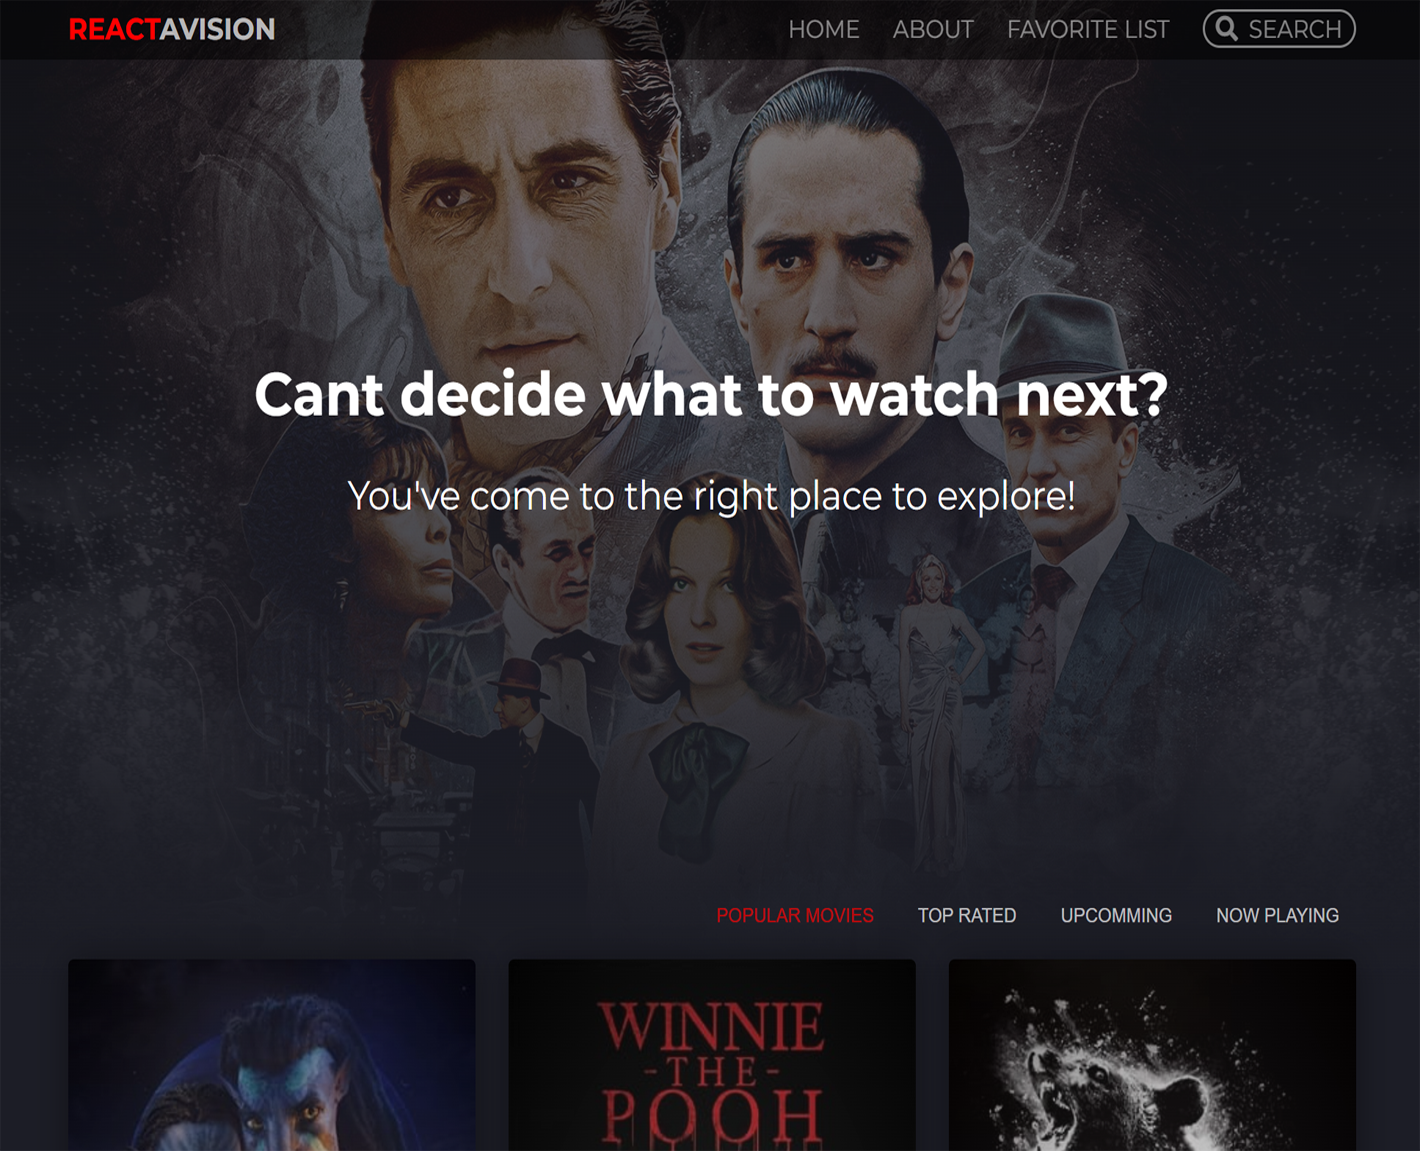 REACTAVISION
HOME
ABOUT
FAVORITE LIST
SEARCH
Cant decide what to watch next?
You've come to the right place to explore!
POPULAR MOVIES
TOP RATED
UPCOMMING
NOW PLAYING
WINNIE
-THE-
POOH